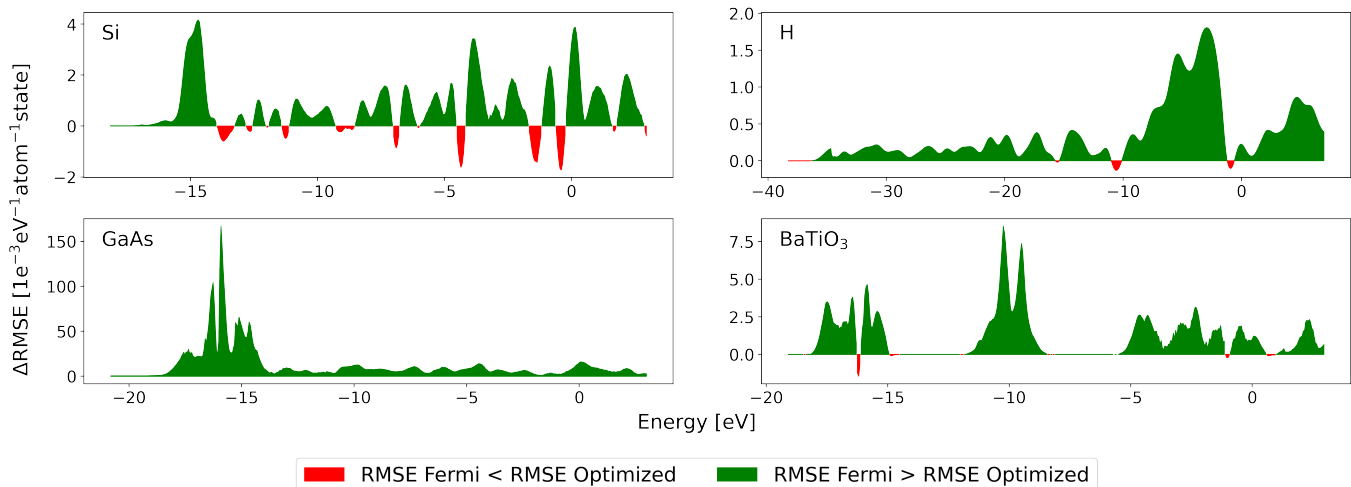 ΔRMSE [1e⁻³eV⁻¹atom⁻¹state]
Si
4
2
0
−2
−15 −10 −5 0
H
2.0
1.5
1.0
0.5
0.0
−40 −30 −20 −10 0
GaAs
150
100
50
0
−20 −15 −10 −5 0
BaTiO₃
7.5
5.0
2.5
0.0
−20 −15 −10 −5 0
Energy [eV]
RMSE Fermi < RMSE Optimized
RMSE Fermi > RMSE Optimized